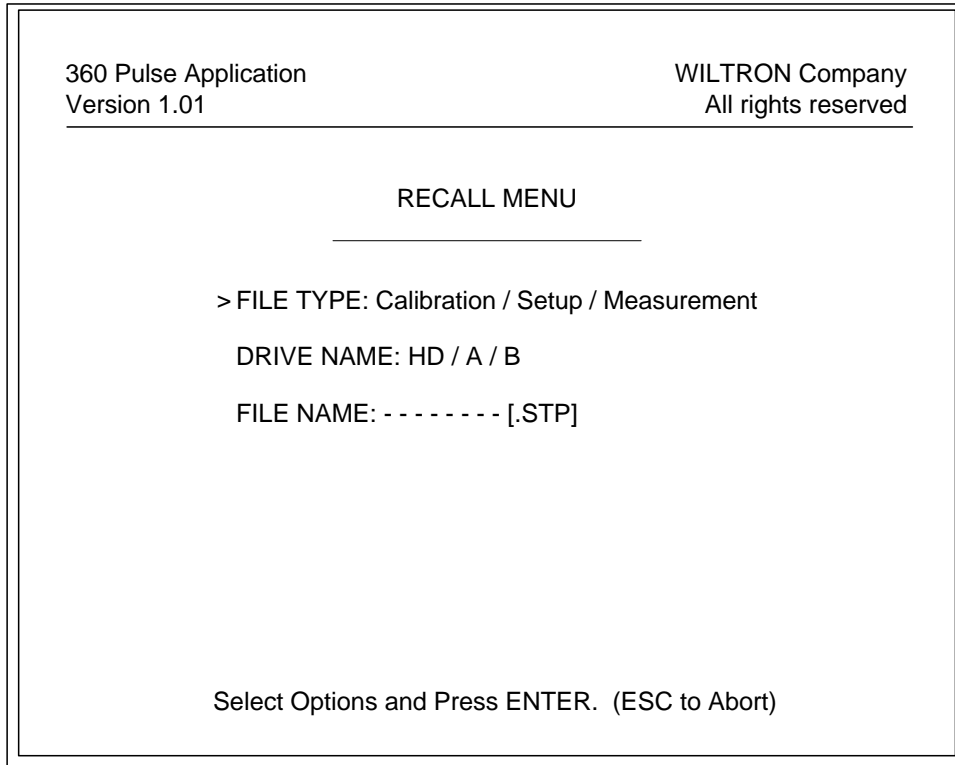 360 Pulse Application WILTRON Company
Version 1.01 All rights reserved
RECALL MENU
> FILE TYPE: Calibration / Setup / Measurement
DRIVE NAME: HD / A / B
FILE NAME: - - - - - - - - [.STP]
Select Options and Press ENTER. (ESC to Abort)